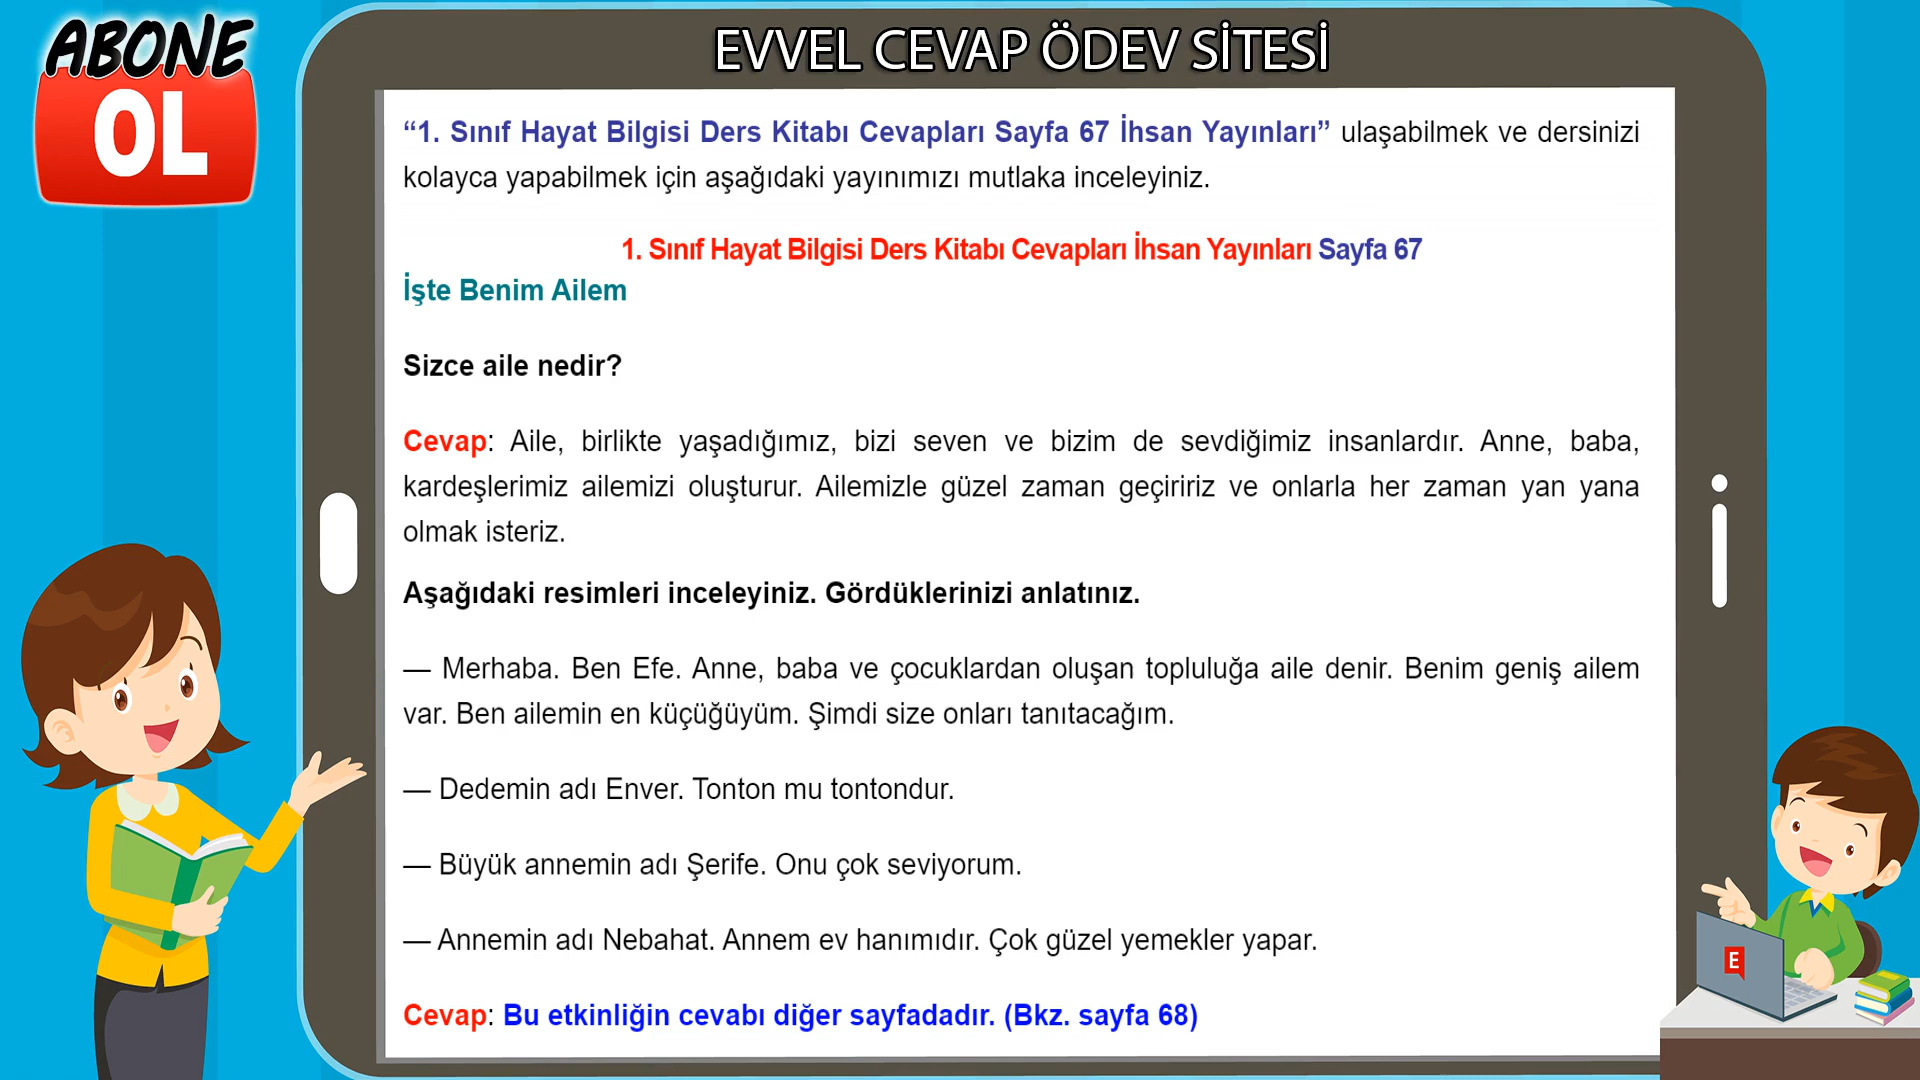 ABONE
OL
EVVEL CEVAP ÖDEV SİTESİ
“1. Sınıf Hayat Bilgisi Ders Kitabı Cevapları Sayfa 67 İhsan Yayınları” ulaşabilmek ve dersinizi
kolayca yapabilmek için aşağıdaki yayınımızı mutlaka inceleyiniz.
1. Sınıf Hayat Bilgisi Ders Kitabı Cevapları İhsan Yayınları Sayfa 67
İşte Benim Ailem
Sizce aile nedir?
Cevap: Aile, birlikte yaşadığımız, bizi seven ve bizim de sevdiğimiz insanlardır. Anne, baba,
kardeşlerimiz ailemizi oluşturur. Ailemizle güzel zaman geçiririz ve onlarla her zaman yan yana
olmak isteriz.
Aşağıdaki resimleri inceleyiniz. Gördüklerinizi anlatınız.
— Merhaba. Ben Efe. Anne, baba ve çocuklardan oluşan topluluğa aile denir. Benim geniş ailem
var. Ben ailemin en küçüğüyüm. Şimdi size onları tanıtacağım.
— Dedemin adı Enver. Tonton mu tontondur.
— Büyük annemin adı Şerife. Onu çok seviyorum.
— Annemin adı Nebahat. Annem ev hanımıdır. Çok güzel yemekler yapar.
Cevap: Bu etkinliğin cevabı diğer sayfadadır. (Bkz. sayfa 68)
E